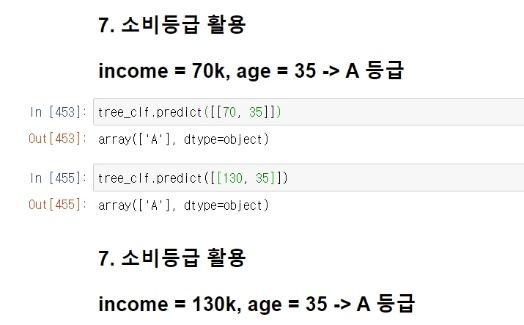 7. 소비등급 활용
income = 70k, age = 35 -> A 등급
In [453]: tree_clf.predict([[70, 35]])
Out[453]: array(['A'], dtype=object)
In [455]: tree_clf.predict([[130, 35]])
Out[455]: array(['A'], dtype=object)
7. 소비등급 활용
income = 130k, age = 35 -> A 등급